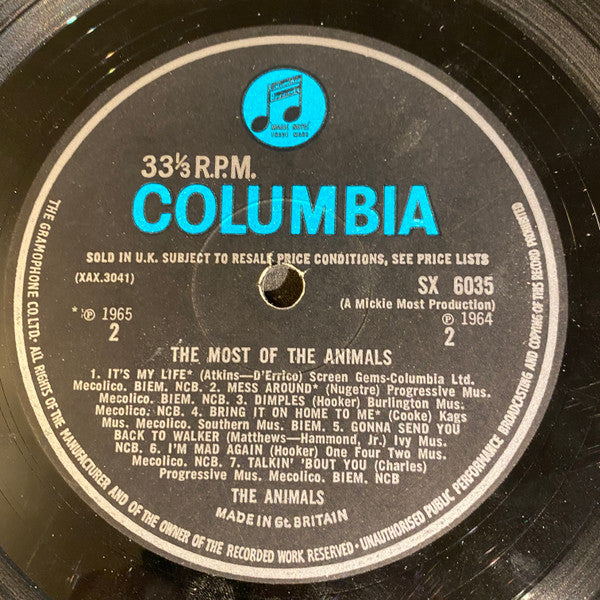 33⅓ R.P.M.
COLUMBIA
SOLD IN U.K. SUBJECT TO RESALE PRICE CONDITIONS, SEE PRICE LISTS
(XAX.3041)
SX 6035
(A Mickie Most Production)
* ℗ 1965
℗ 1964
2
2
THE MOST OF THE ANIMALS
1. IT'S MY LIFE* (Atkins—D'Errico) Screen Gems-Columbia Ltd.
Mecolico. BIEM. NCB. 2. MESS AROUND* (Nugetre) Progressive Mus.
Mecolico. BIEM. NCB. 3. DIMPLES (Hooker) Burlington Mus.
Mecolico. NCB. 4. BRING IT ON HOME TO ME* (Cooke) Kags
Mus. Mecolico. Southern Mus. BIEM. 5. GONNA SEND YOU
BACK TO WALKER (Matthews—Hammond, Jr.) Ivy Mus.
NCB. 6. I'M MAD AGAIN (Hooker) One Four Two Mus.
Mecolico. NCB. 7. TALKIN' 'BOUT YOU (Charles)
Progressive Mus. Mecolico. BIEM. NCB
THE ANIMALS
MADE IN Gt. BRITAIN
THE GRAMOPHONE CO. LTD. · ALL RIGHTS OF THE MANUFACTURER AND OF THE OWNER OF THE RECORDED WORK RESERVED · UNAUTHORISED PUBLIC PERFORMANCE BROADCASTING AND COPYING OF THIS RECORD PROHIBITED